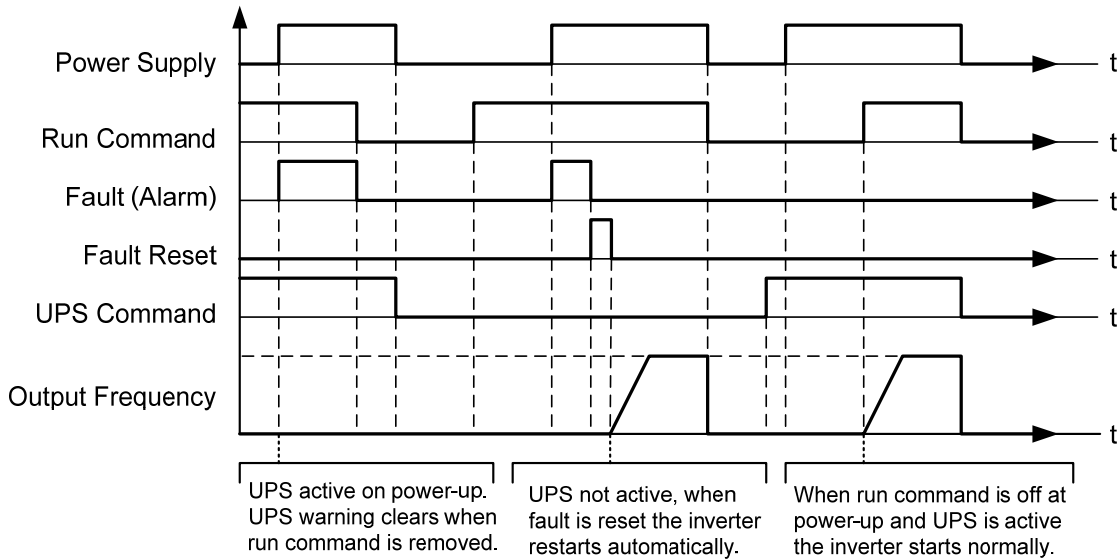 Power Supply
t
Run Command
t
Fault (Alarm)
t
Fault Reset
t
UPS Command
t
Output Frequency
t
UPS active on power-up.
UPS warning clears when
run command is removed.
UPS not active, when
fault is reset the inverter
restarts automatically.
When run command is off at
power-up and UPS is active
the inverter starts normally.